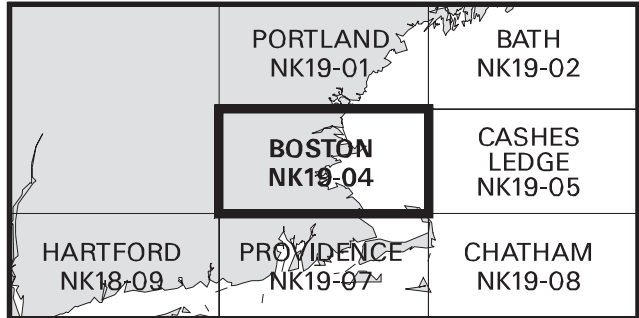 PORTLAND
NK19-01
BATH
NK19-02
BOSTON
NK19-04
CASHES
LEDGE
NK19-05
HARTFORD
NK18-09
PROVIDENCE
NK19-07
CHATHAM
NK19-08